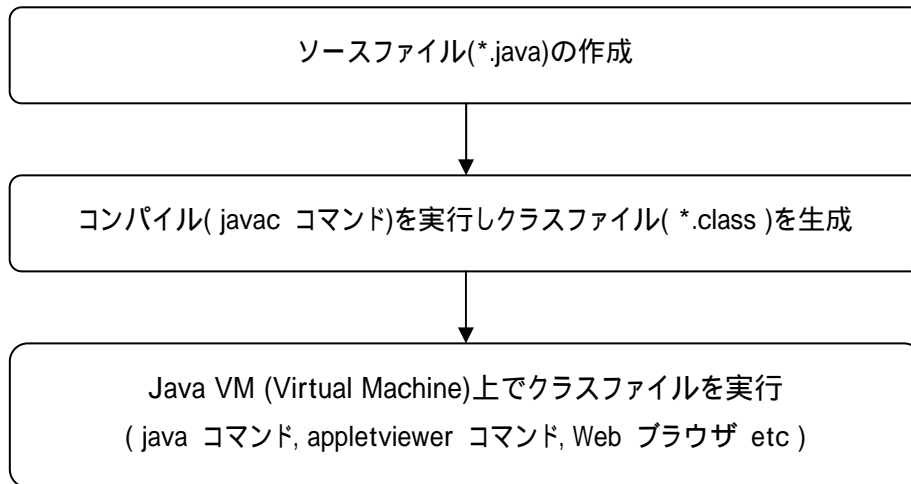 ソースファイル(*.java)の作成
コンパイル( javac コマンド)を実行しクラスファイル( *.class )を生成
Java VM (Virtual Machine)上でクラスファイルを実行
( java コマンド, appletviewer コマンド, Web ブラウザ etc )